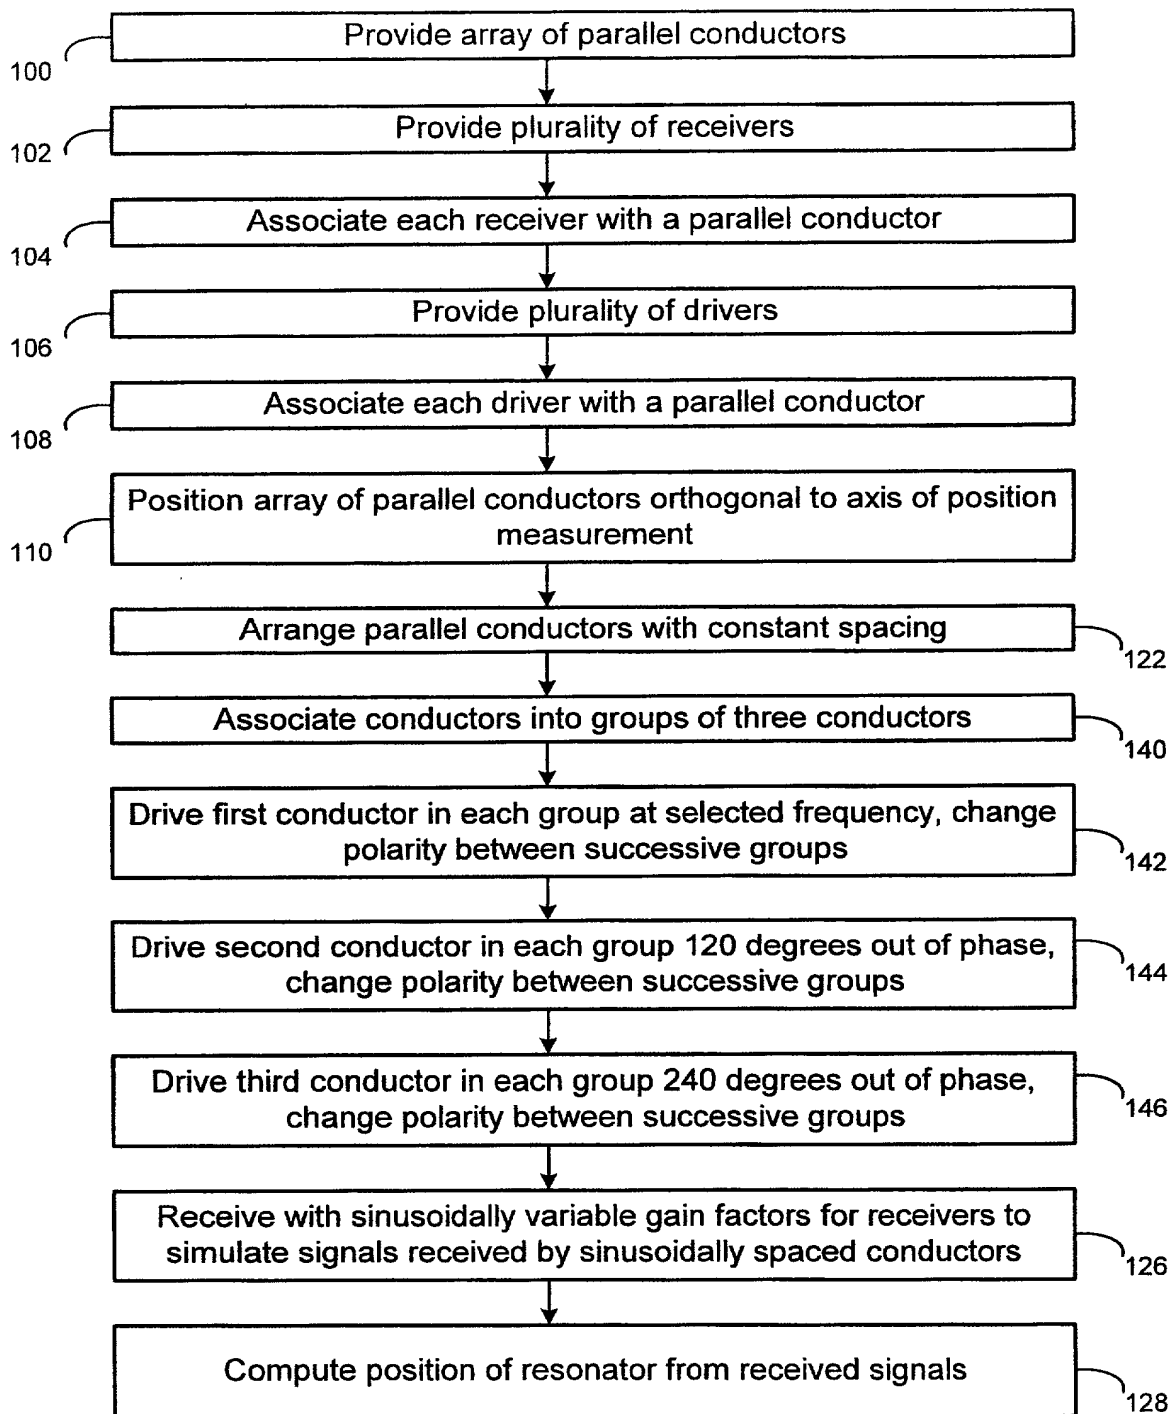 Provide array of parallel conductors
100
Provide plurality of receivers
102
Associate each receiver with a parallel conductor
104
Provide plurality of drivers
106
Associate each driver with a parallel conductor
108
Position array of parallel conductors orthogonal to axis of position
measurement
110
Arrange parallel conductors with constant spacing
122
Associate conductors into groups of three conductors
140
Drive first conductor in each group at selected frequency, change
polarity between successive groups
142
Drive second conductor in each group 120 degrees out of phase,
change polarity between successive groups
144
Drive third conductor in each group 240 degrees out of phase,
change polarity between successive groups
146
Receive with sinusoidally variable gain factors for receivers to
simulate signals received by sinusoidally spaced conductors
126
Compute position of resonator from received signals
128